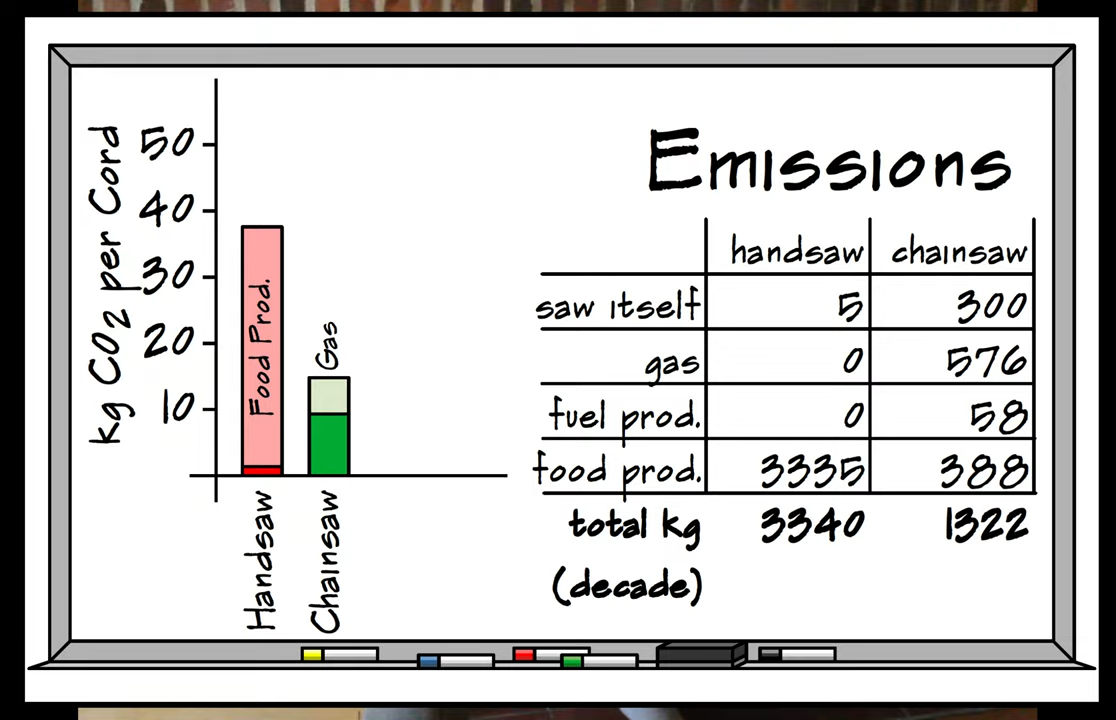 Emissions
kg CO2 per Cord
50
40
30
20
10
Food Prod.
Gas
Handsaw
Chainsaw
handsaw chainsaw
saw itself 5 300
gas 0 576
fuel prod. 0 58
food prod. 3335 388
total kg 3340 1322
(decade)